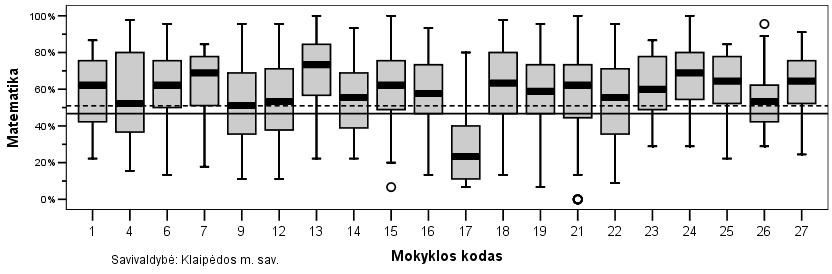 Matematika
100%
80%
60%
40%
20%
0%
1 4 6 7 9 12 13 14 15 16 17 18 19 21 22 23 24 25 26 27
Mokyklos kodas
Savivaldybė: Klaipėdos m. sav.